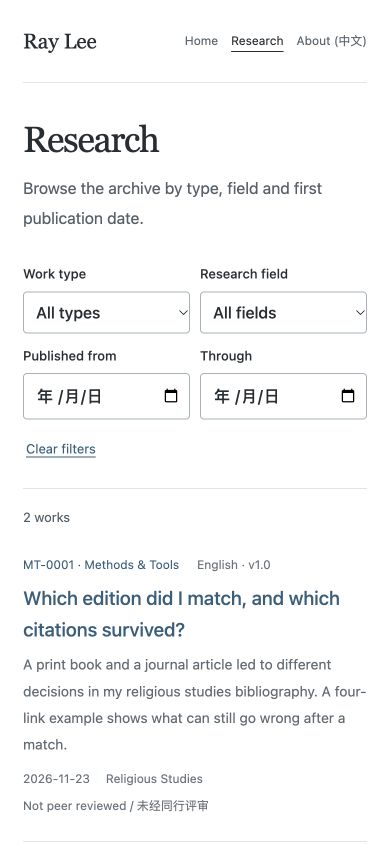 Ray Lee
Home Research About (中文)
Research
Browse the archive by type, field and first
publication date.
Work type Research field
All types All fields
Published from Through
年 /月/日 年 /月/日
Clear filters
2 works
MT-0001 · Methods & Tools English · v1.0
Which edition did I match, and which
citations survived?
A print book and a journal article led to different
decisions in my religious studies bibliography. A four-
link example shows what can still go wrong after a
match.
2026-11-23 Religious Studies
Not peer reviewed / 未经同行评审